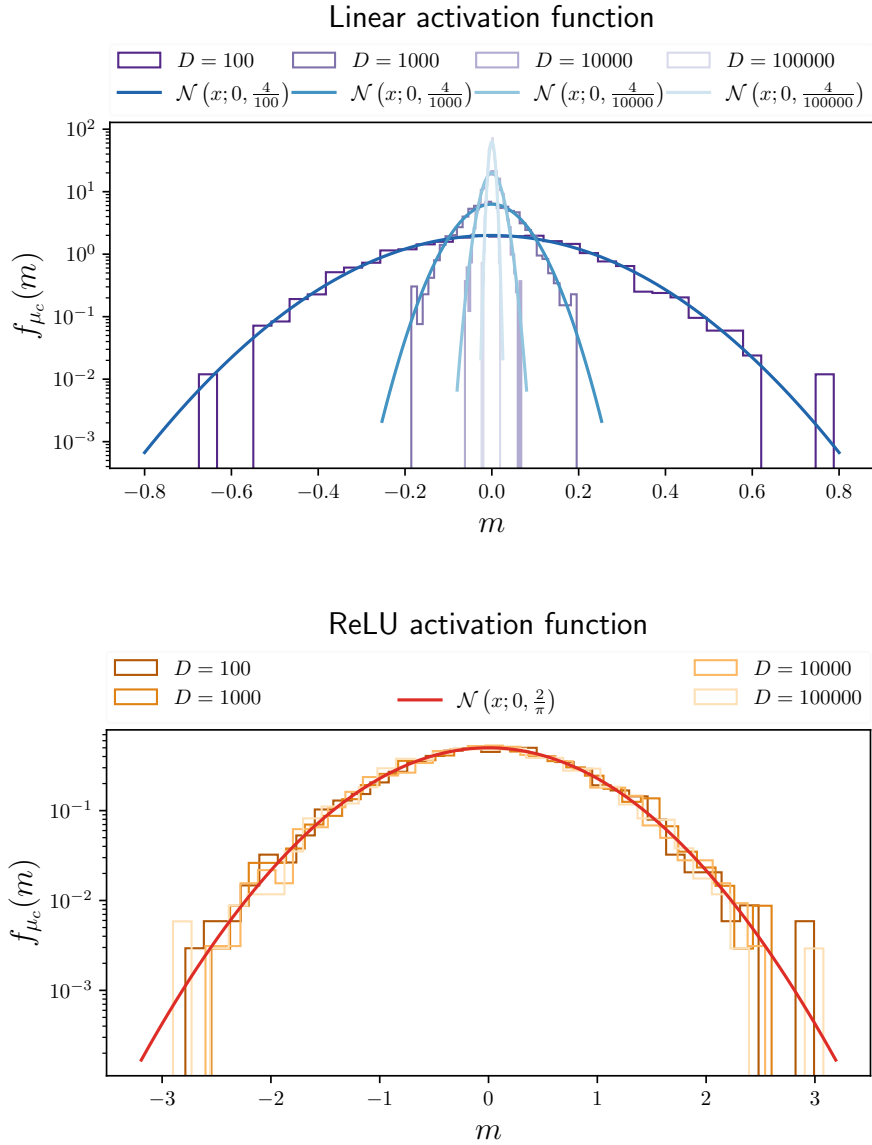 Linear activation function
D = 100 D = 1000 D = 10000 D = 100000
𝒩(x; 0, 4/100) 𝒩(x; 0, 4/1000) 𝒩(x; 0, 4/10000) 𝒩(x; 0, 4/100000)
10²
10¹
10⁰
10⁻¹
10⁻²
10⁻³
f_{μ_c}(m)
−0.8 −0.6 −0.4 −0.2 0.0 0.2 0.4 0.6 0.8
m
ReLU activation function
D = 100 D = 10000
D = 1000 𝒩(x; 0, 2/π) D = 100000
10⁻¹
10⁻²
10⁻³
f_{μ_c}(m)
−3 −2 −1 0 1 2 3
m